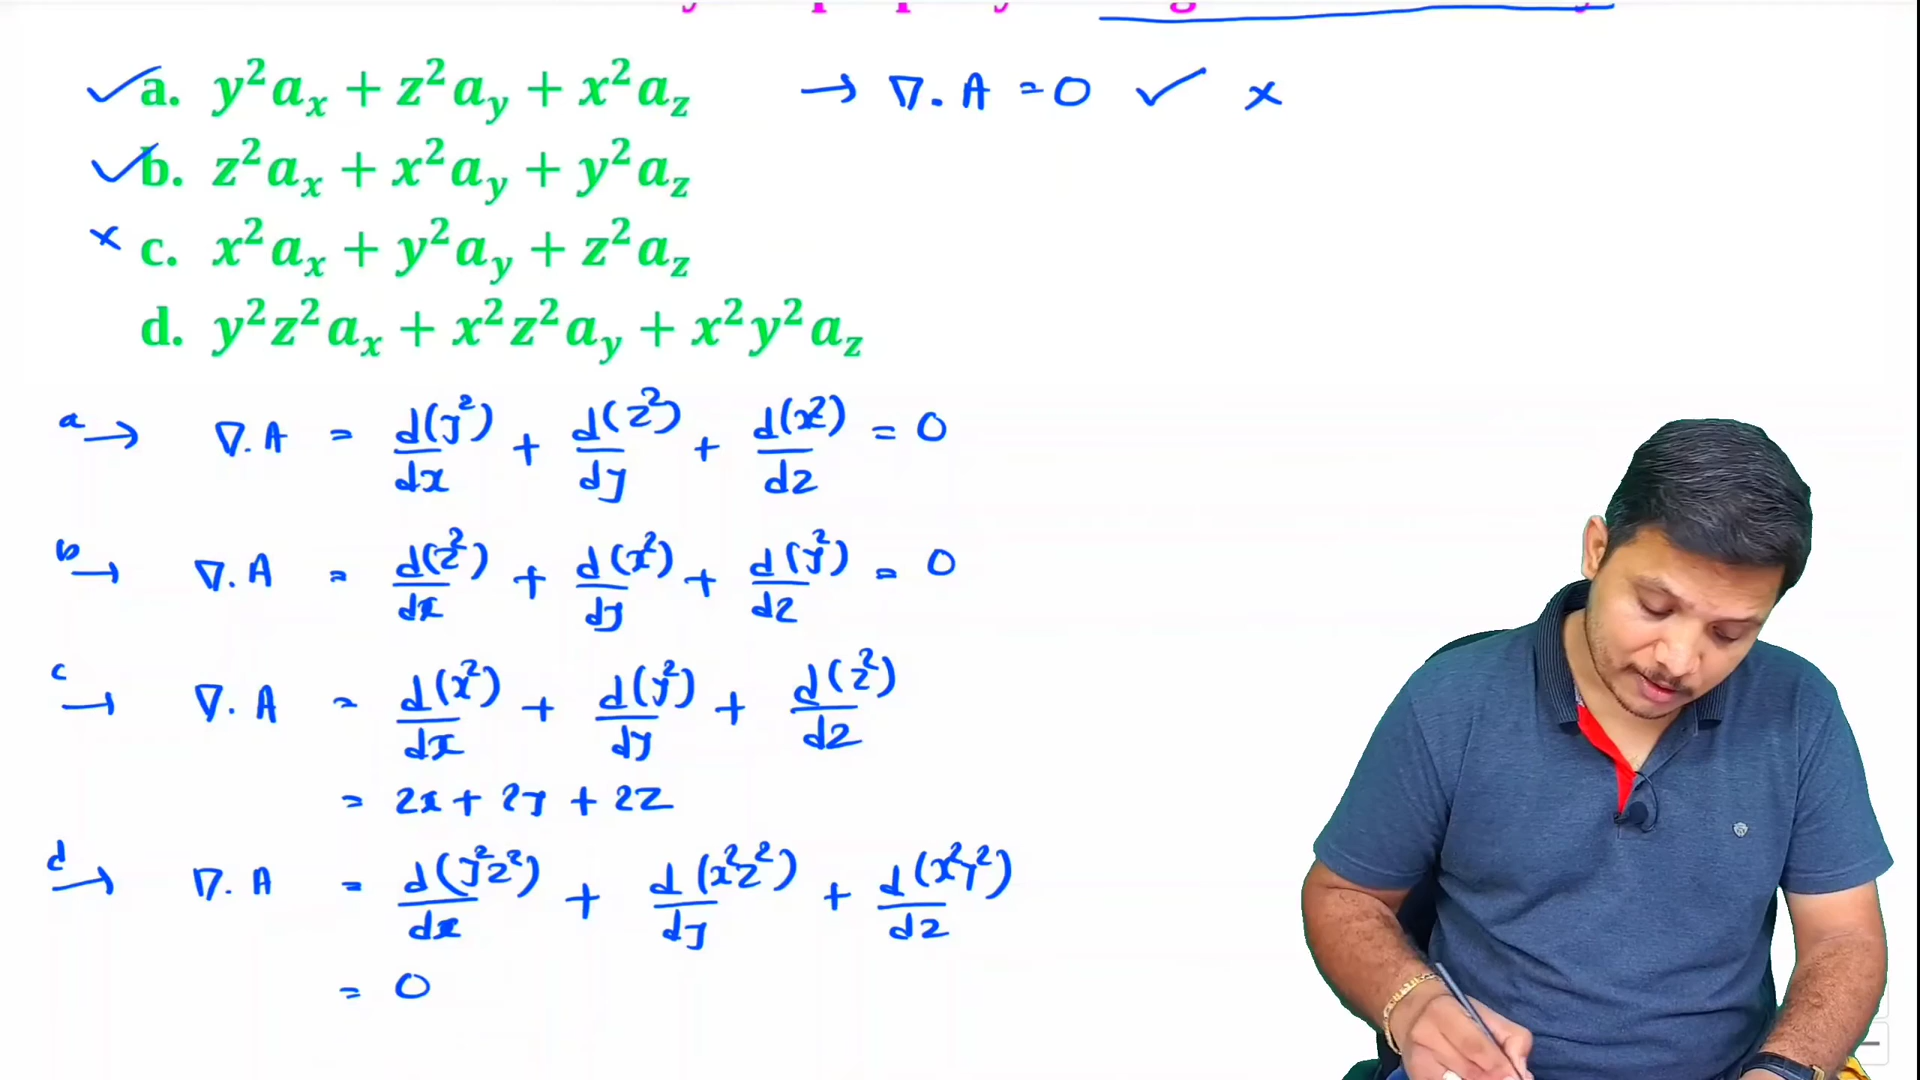 ✓a. y²aₓ + z²a_y + x²a_z → ∇.A = 0 ✓ x
✓b. z²aₓ + x²a_y + y²a_z
x c. x²aₓ + y²a_y + z²a_z
d. y²z²aₓ + x²z²a_y + x²y²a_z
a → ∇.A = d(y²)/dx + d(z²)/dy + d(x²)/dz = 0
b → ∇.A = d(z²)/dx + d(x²)/dy + d(y²)/dz = 0
c → ∇.A = d(x²)/dx + d(y²)/dy + d(z²)/dz
= 2x + 2y + 2z
d → ∇.A = d(y²z²)/dx + d(x²z²)/dy + d(x²y²)/dz
= 0